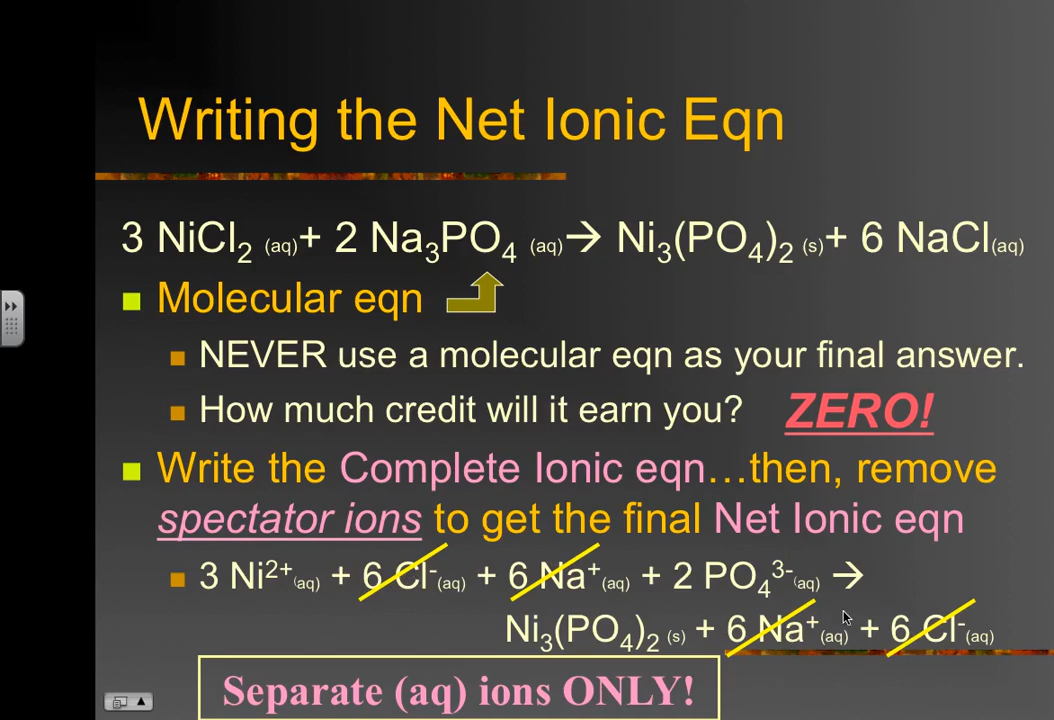 Writing the Net Ionic Eqn
3 NiCl₂ (aq)+ 2 Na₃PO₄ (aq)→ Ni₃(PO₄)₂ (s)+ 6 NaCl(aq)
Molecular eqn
NEVER use a molecular eqn as your final answer.
How much credit will it earn you? ZERO!
Write the Complete Ionic eqn…then, remove
spectator ions to get the final Net Ionic eqn
3 Ni²⁺(aq) + 6 Cl⁻(aq) + 6 Na⁺(aq) + 2 PO₄³⁻(aq) →
Ni₃(PO₄)₂ (s) + 6 Na⁺(aq) + 6 Cl⁻(aq)
Separate (aq) ions ONLY!